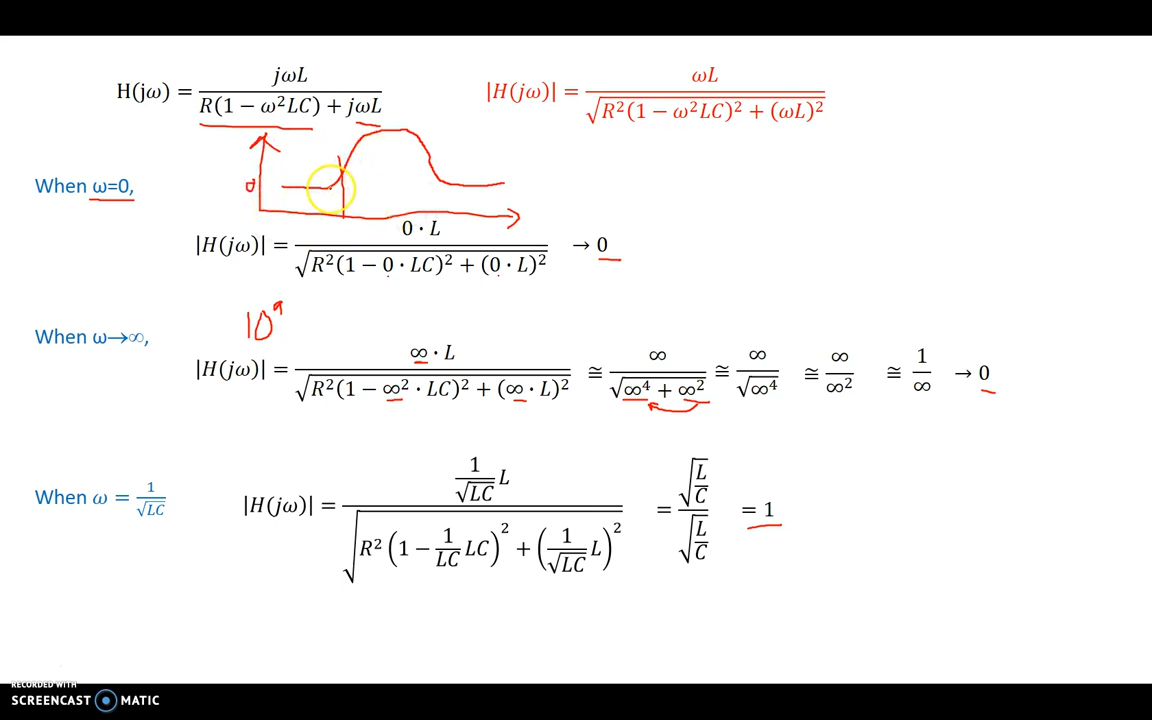 H(jω) = jωL / (R(1 − ω²LC) + jωL)
|H(jω)| = ωL / √(R²(1 − ω²LC)² + (ωL)²)
0
When ω=0,
|H(jω)| = 0 · L / √(R²(1 − 0 · LC)² + (0 · L)²) → 0
10⁹
When ω→∞,
|H(jω)| = ∞ · L / √(R²(1 − ∞² · LC)² + (∞ · L)²) ≅ ∞ / √(∞⁴ + ∞²) ≅ ∞ / √∞⁴ ≅ ∞ / ∞² ≅ 1 / ∞ → 0
When ω = 1 / √LC
|H(jω)| = (1 / √LC) L / √(R² (1 − (1 / LC) LC)² + ((1 / √LC) L)²) = √(L / C) / √(L / C) = 1
RECORDED WITH
SCREENCAST MATIC